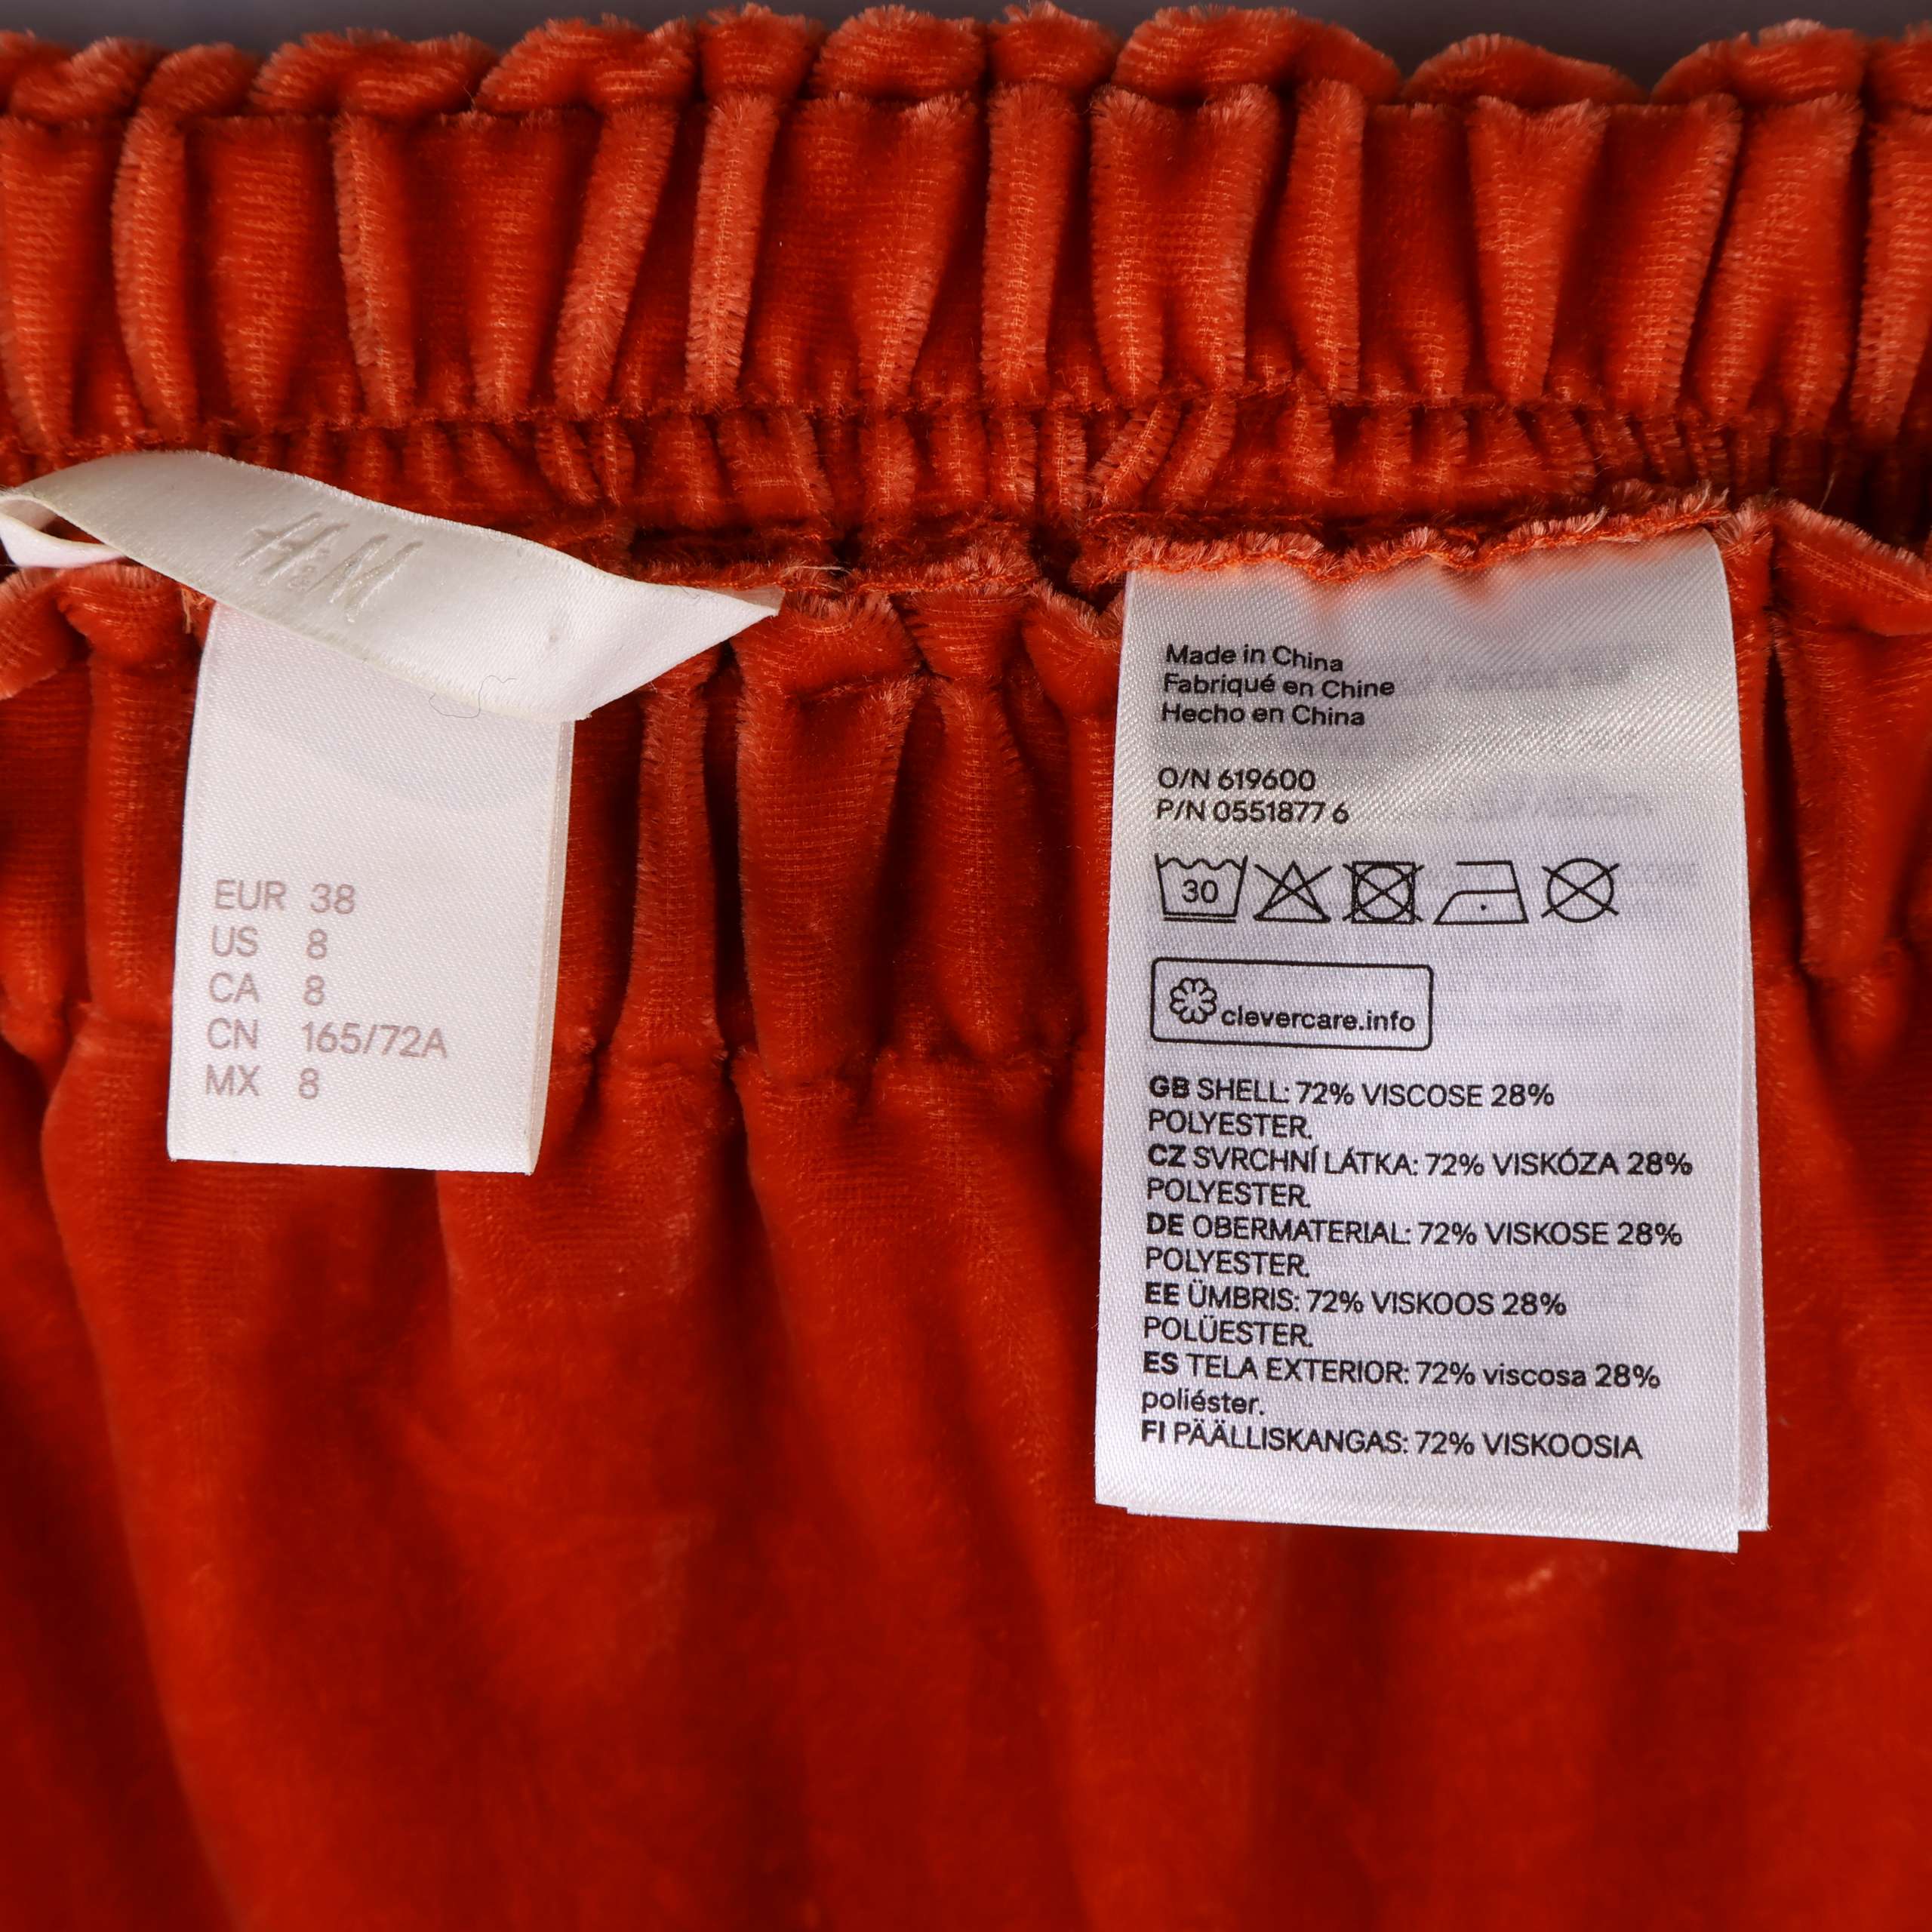 H&M
EUR 38
US 8
CA 8
CN 165/72A
MX 8
Made in China
Fabriqué en Chine
Hecho en China
O/N 619600
P/N 0551877 6
30
clevercare.info
GB SHELL: 72% VISCOSE 28%
POLYESTER.
CZ SVRCHNÍ LÁTKA: 72% VISKÓZA 28%
POLYESTER.
DE OBERMATERIAL: 72% VISKOSE 28%
POLYESTER.
EE ÜMBRIS: 72% VISKOOS 28%
POLÜESTER.
ES TELA EXTERIOR: 72% viscosa 28%
poliéster.
FI PÄÄLLISKANGAS: 72% VISKOOSIA